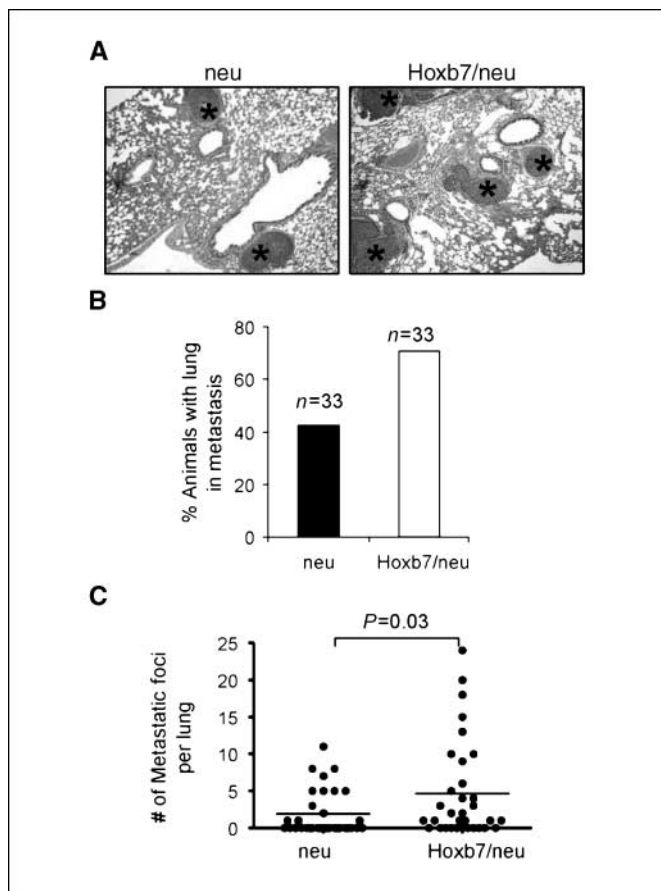 A
neu
Hoxb7/neu
*
*
*
*
*
*
B
% Animals with lung
in metastasis
80
60
40
20
0
n=33
n=33
neu
Hoxb7/neu
C
# of Metastatic foci
per lung
25
20
15
10
5
0
P=0.03
neu
Hoxb7/neu